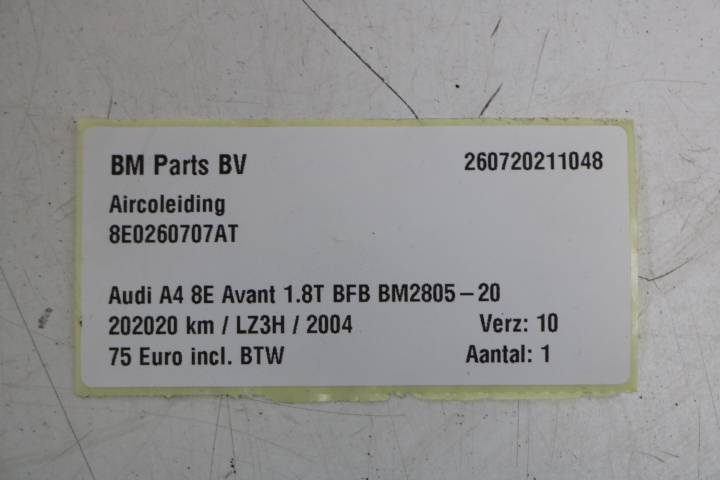 BM Parts BV 260720211048
Aircoleiding
8E0260707AT
Audi A4 8E Avant 1.8T BFB BM2805-20
202020 km / LZ3H / 2004 Verz: 10
75 Euro incl. BTW Aantal: 1